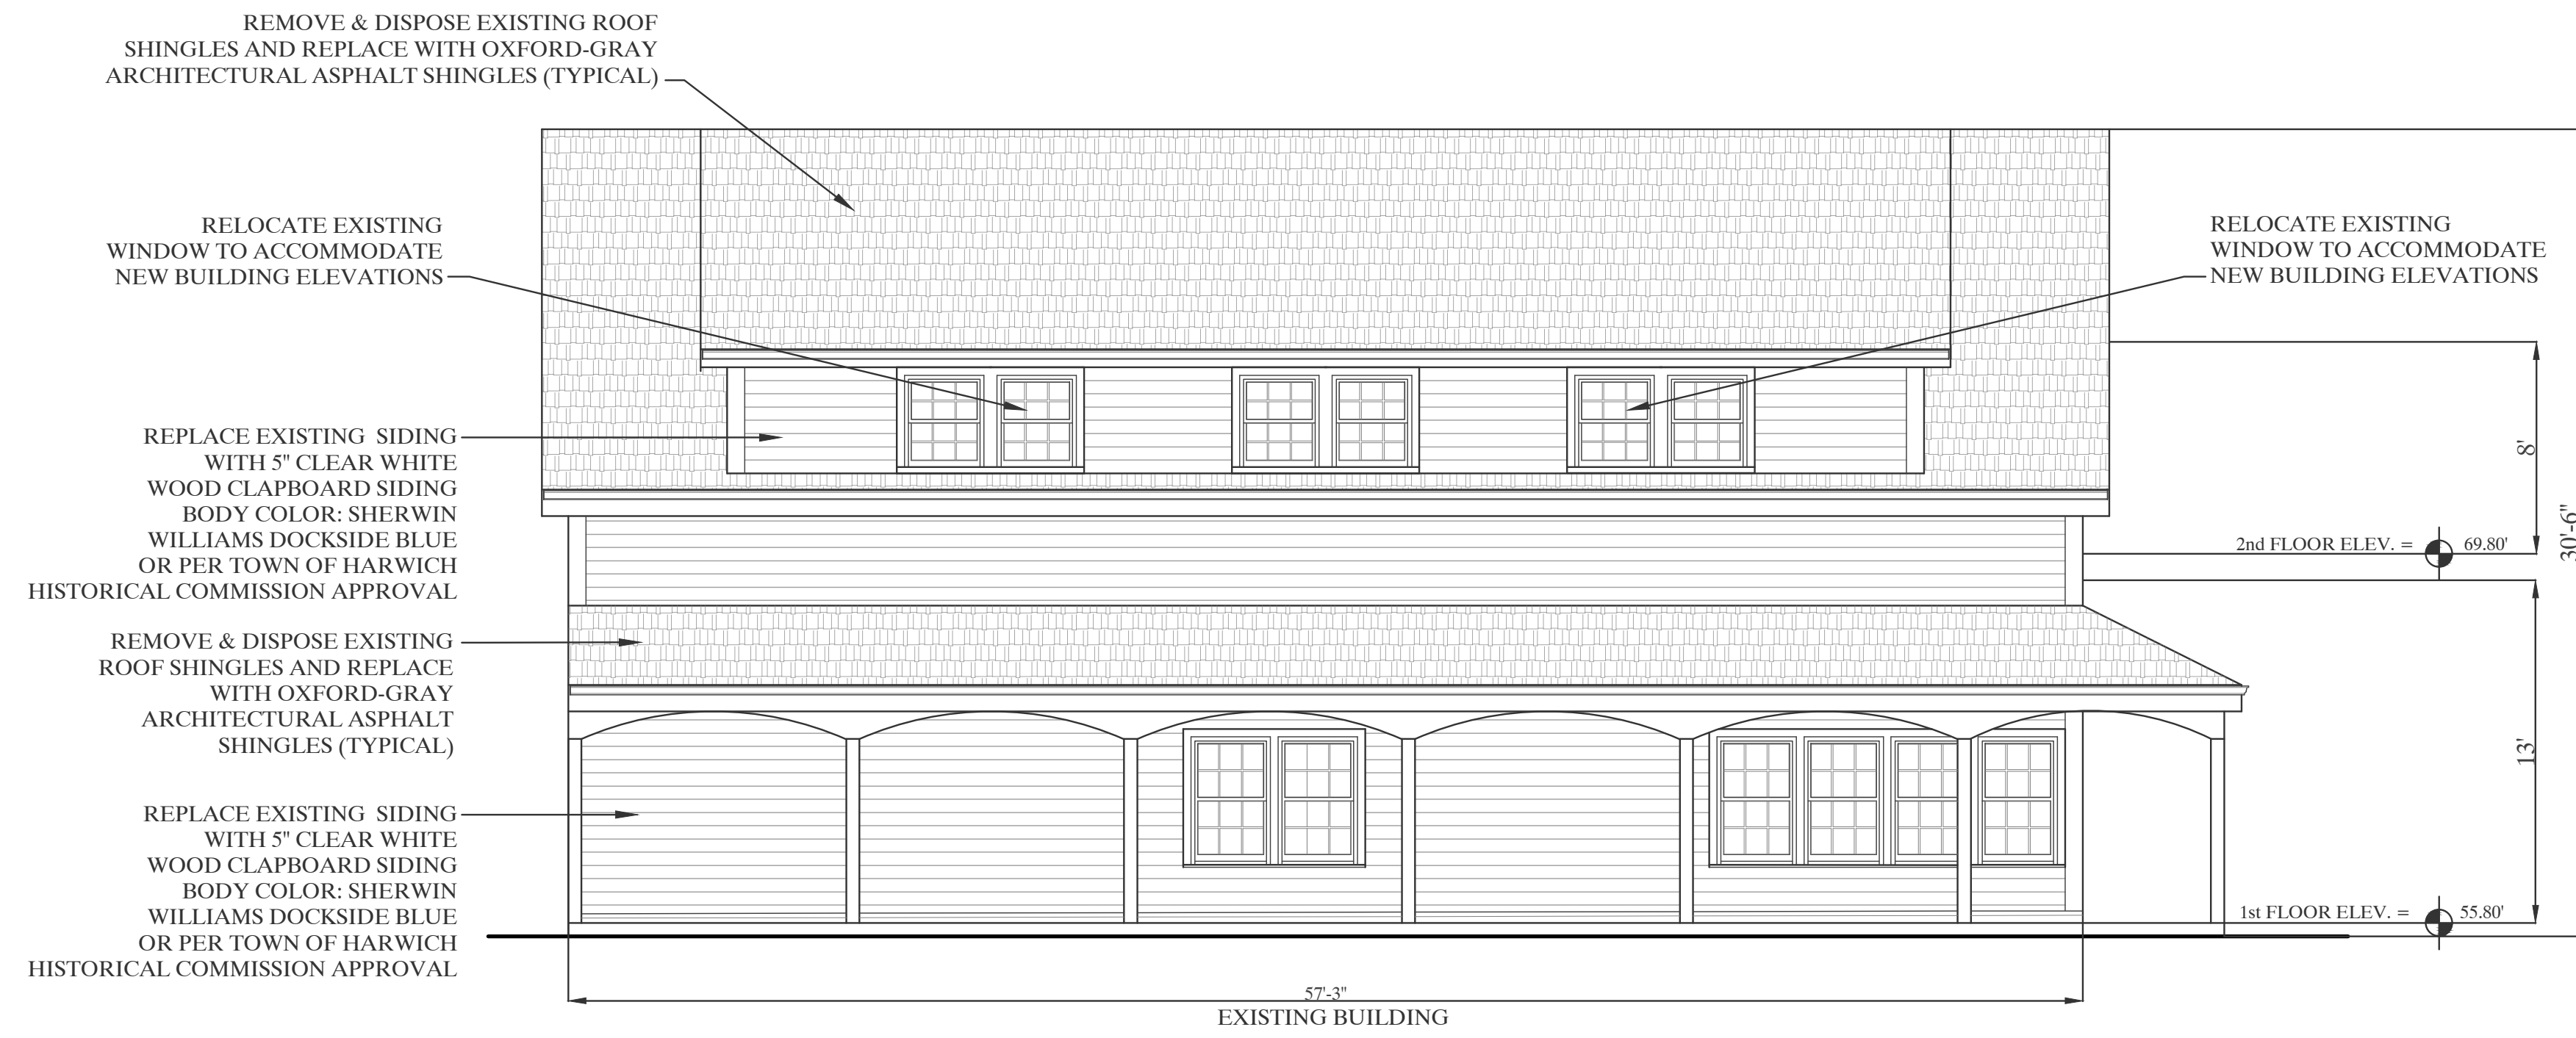 REMOVE & DISPOSE EXISTING ROOF
SHINGLES AND REPLACE WITH OXFORD-GRAY
ARCHITECTURAL ASPHALT SHINGLES (TYPICAL)
RELOCATE EXISTING
WINDOW TO ACCOMMODATE
NEW BUILDING ELEVATIONS
RELOCATE EXISTING
WINDOW TO ACCOMMODATE
NEW BUILDING ELEVATIONS
REPLACE EXISTING SIDING
WITH 5" CLEAR WHITE
WOOD CLAPBOARD SIDING
BODY COLOR: SHERWIN
WILLIAMS DOCKSIDE BLUE
OR PER TOWN OF HARWICH
HISTORICAL COMMISSION APPROVAL
8'
30'-6"
2nd FLOOR ELEV. = 69.80'
REMOVE & DISPOSE EXISTING
ROOF SHINGLES AND REPLACE
WITH OXFORD-GRAY
ARCHITECTURAL ASPHALT
SHINGLES (TYPICAL)
13'
REPLACE EXISTING SIDING
WITH 5" CLEAR WHITE
WOOD CLAPBOARD SIDING
BODY COLOR: SHERWIN
WILLIAMS DOCKSIDE BLUE
OR PER TOWN OF HARWICH
HISTORICAL COMMISSION APPROVAL
1st FLOOR ELEV. = 55.80'
57'-3"
EXISTING BUILDING